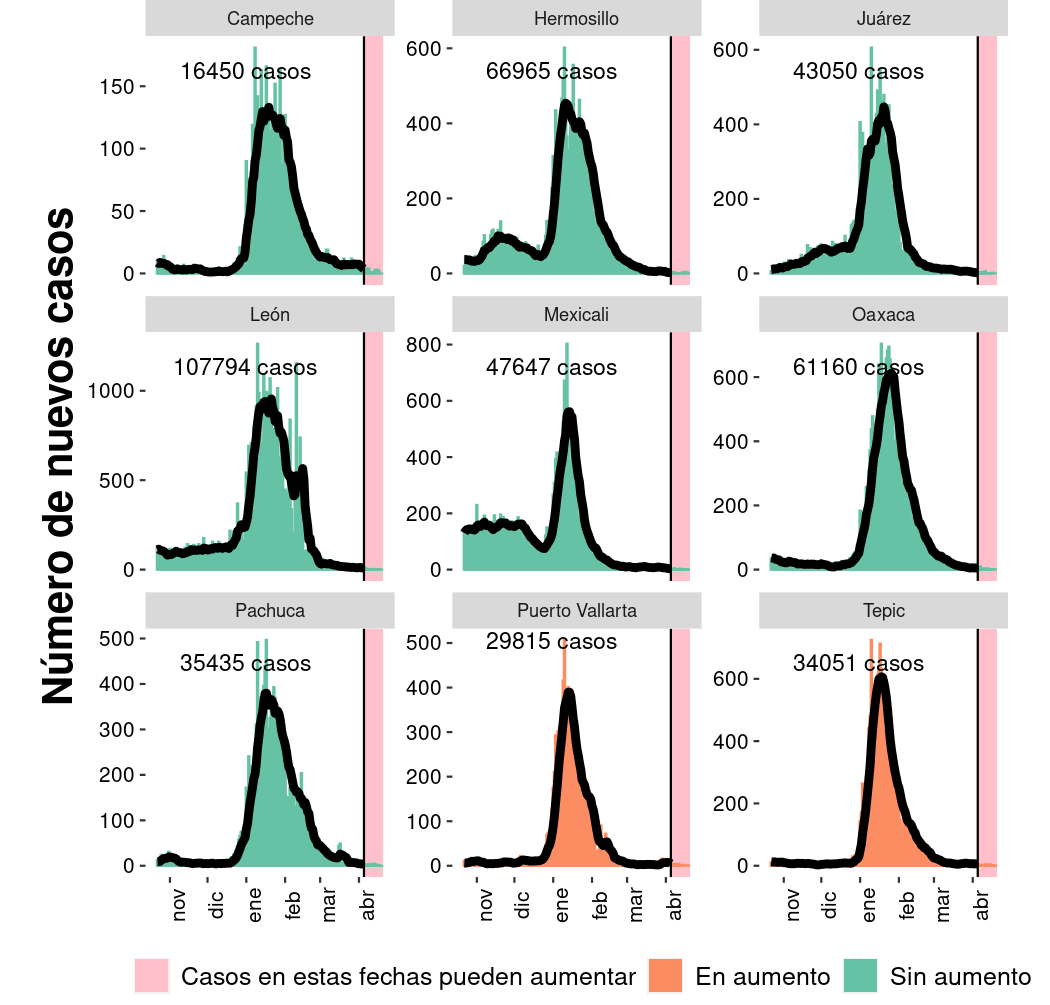 Número de nuevos casos
Campeche
16450 casos
150
100
50
0
Hermosillo
66965 casos
600
400
200
0
Juárez
43050 casos
600
400
200
0
León
107794 casos
1000
500
0
Mexicali
47647 casos
800
600
400
200
0
Oaxaca
61160 casos
600
400
200
0
Pachuca
35435 casos
500
400
300
200
100
0
nov dic ene feb mar abr
Puerto Vallarta
29815 casos
500
400
300
200
100
0
nov dic ene feb mar abr
Tepic
34051 casos
600
400
200
0
nov dic ene feb mar abr
Casos en estas fechas pueden aumentar En aumento Sin aumento